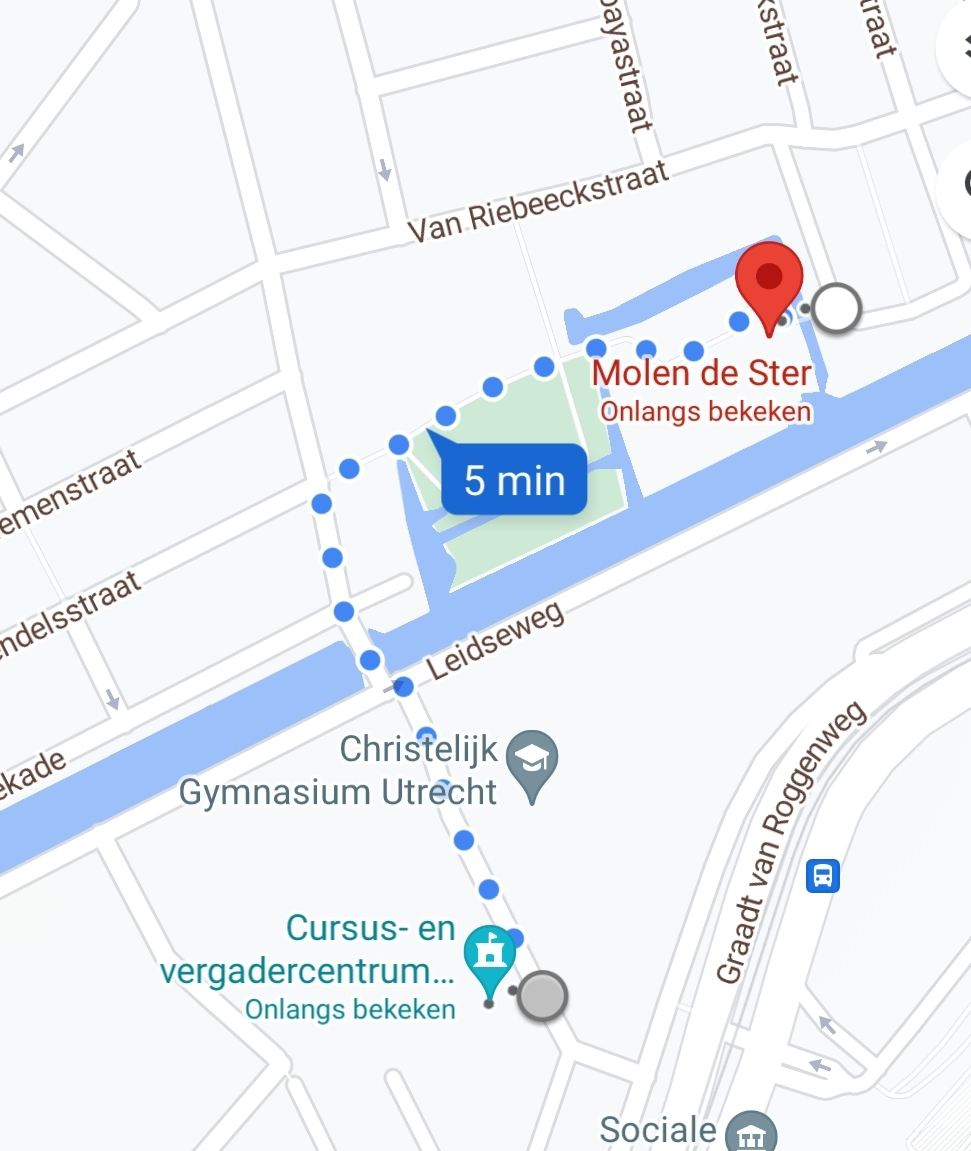 Van Riebeeckstraat
Molen de Ster
Onlangs bekeken
5 min
Leidseweg
Christelijk
Gymnasium Utrecht
Graadt van Roggenweg
Cursus- en
vergadercentrum...
Onlangs bekeken
Sociale